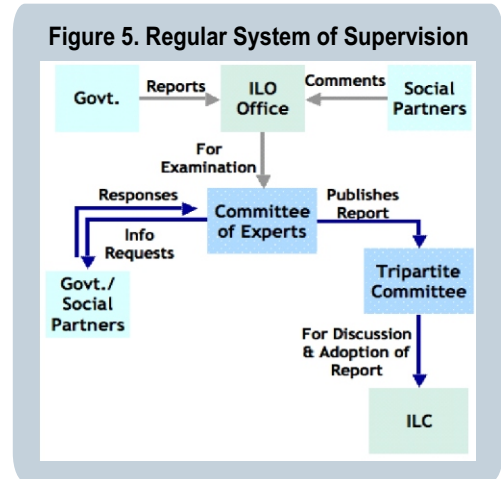 Figure 5. Regular System of Supervision
Govt.
Reports
ILO
Office
Comments
Social
Partners
For
Examination
Responses
Committee
of Experts
Publishes
Report
Info
Requests
Govt./
Social
Partners
Tripartite
Committee
For Discussion
& Adoption of
Report
ILC